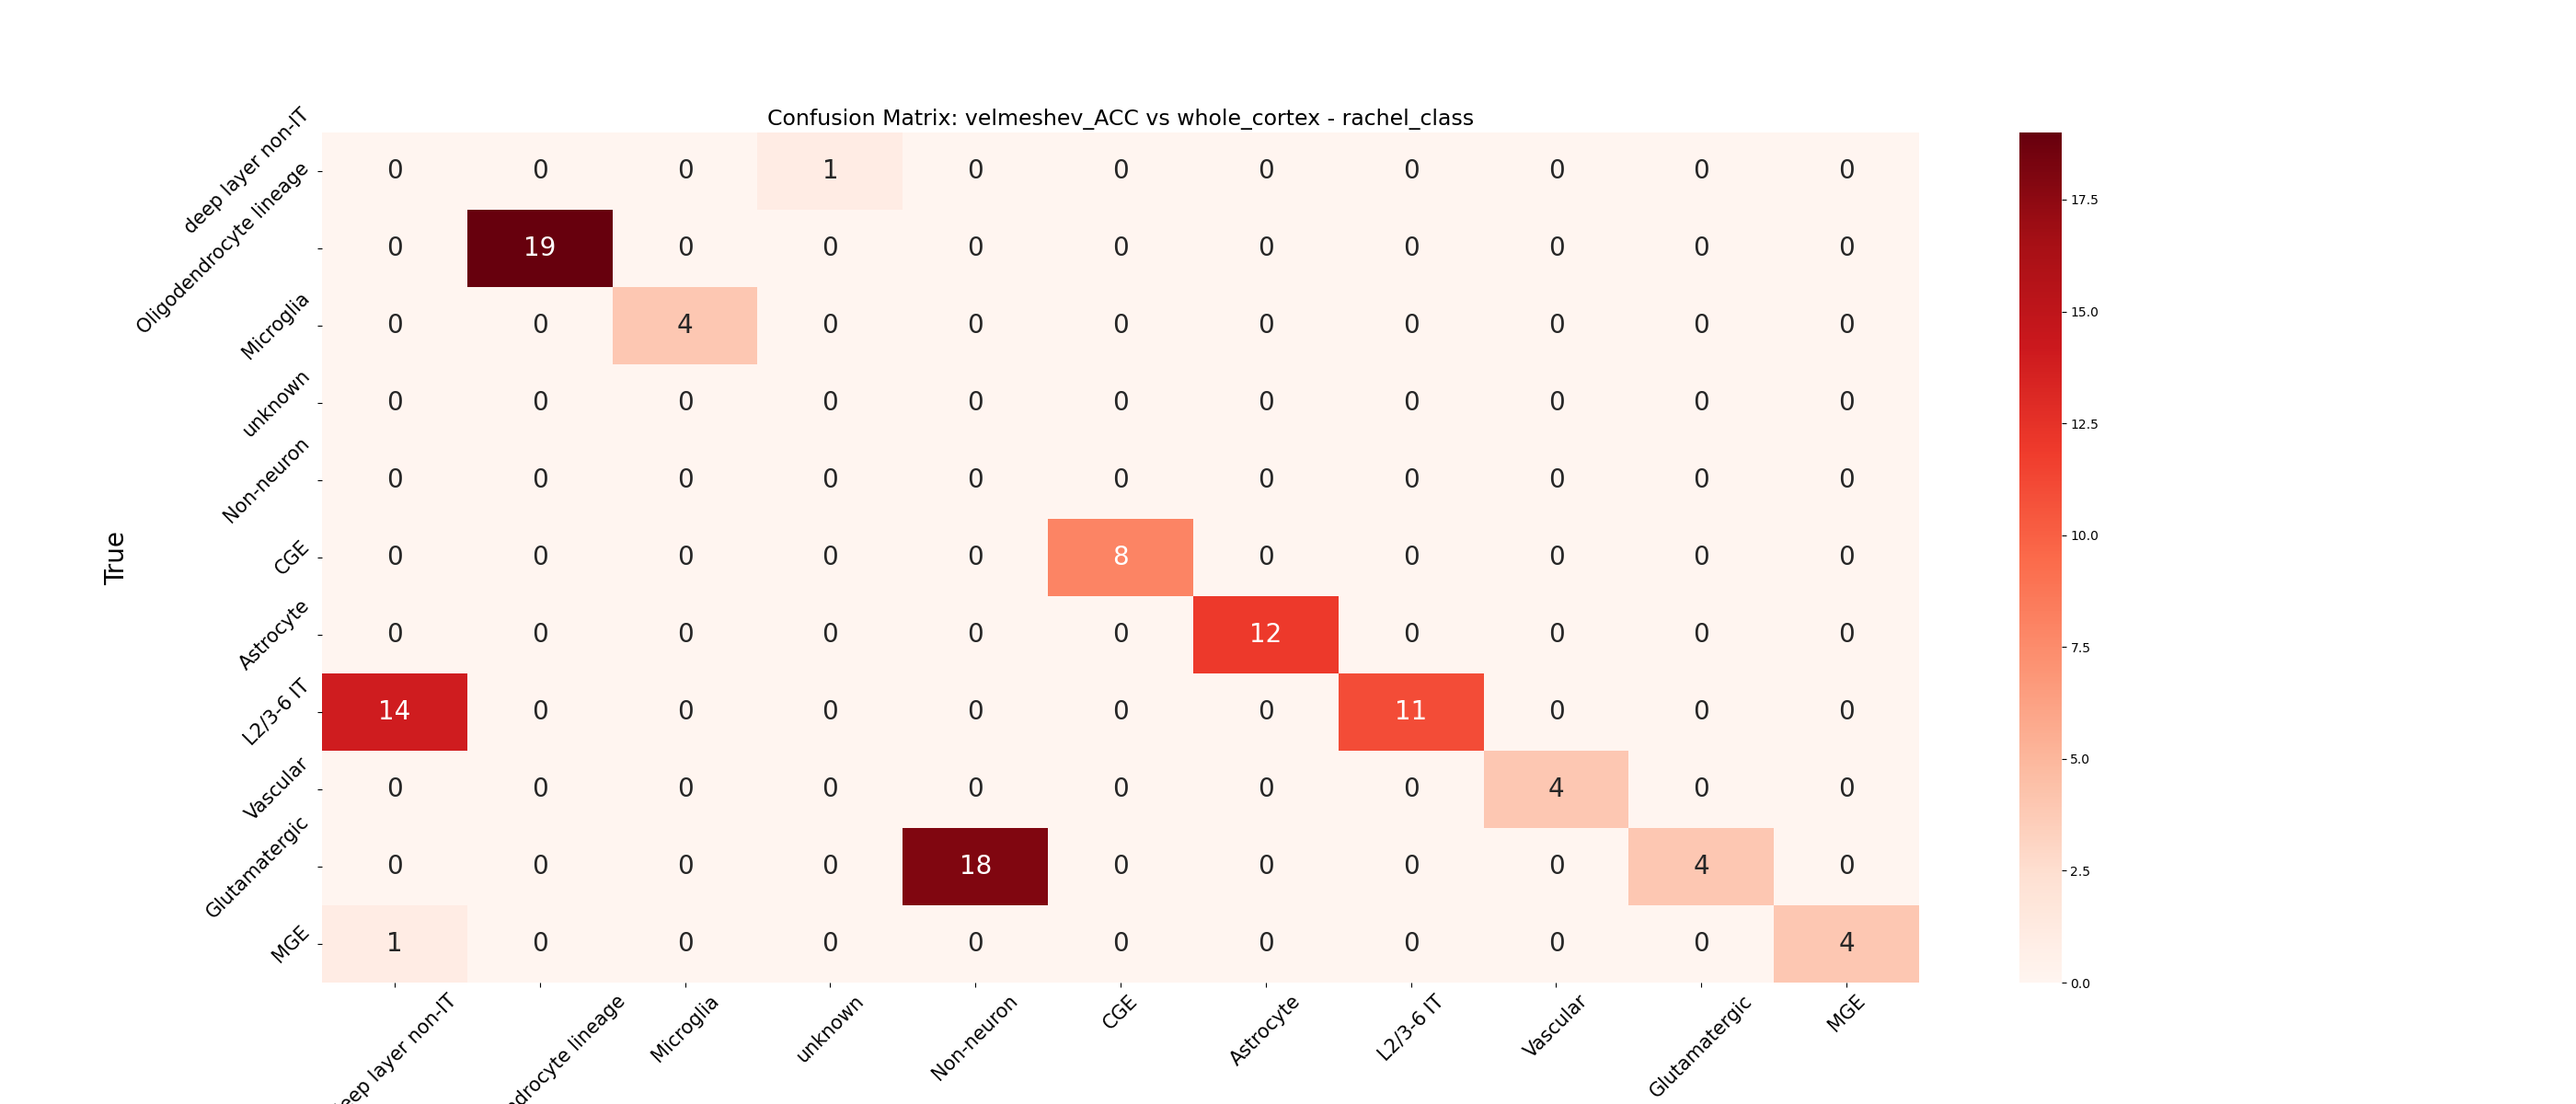 Confusion Matrix: velmeshev_ACC vs whole_cortex - rachel_class
True
deep layer non-IT 0 0 0 1 0 0 0 0 0 0 0
Oligodendrocyte lineage 0 19 0 0 0 0 0 0 0 0 0
Microglia 0 0 4 0 0 0 0 0 0 0 0
unknown 0 0 0 0 0 0 0 0 0 0 0
Non-neuron 0 0 0 0 0 0 0 0 0 0 0
CGE 0 0 0 0 0 8 0 0 0 0 0
Astrocyte 0 0 0 0 0 0 12 0 0 0 0
L2/3-6 IT 14 0 0 0 0 0 0 11 0 0 0
Vascular 0 0 0 0 0 0 0 0 4 0 0
Glutamatergic 0 0 0 0 18 0 0 0 0 4 0
MGE 1 0 0 0 0 0 0 0 0 0 4
eep layer non-IT
ndrocyte lineage
Microglia
unknown
Non-neuron
CGE
Astrocyte
L2/3-6 IT
Vascular
Glutamatergic
MGE
17.5
15.0
12.5
10.0
7.5
5.0
2.5
0.0